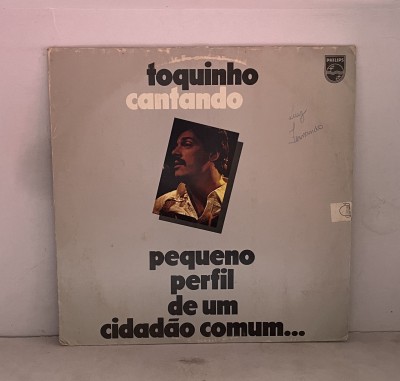 toquinho
cantando
PHILIPS
pequeno
perfil
de um
cidadão comum...